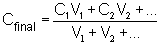 C_final = (C₁V₁ + C₂V₂ + ...) / (V₁ + V₂ + ...)